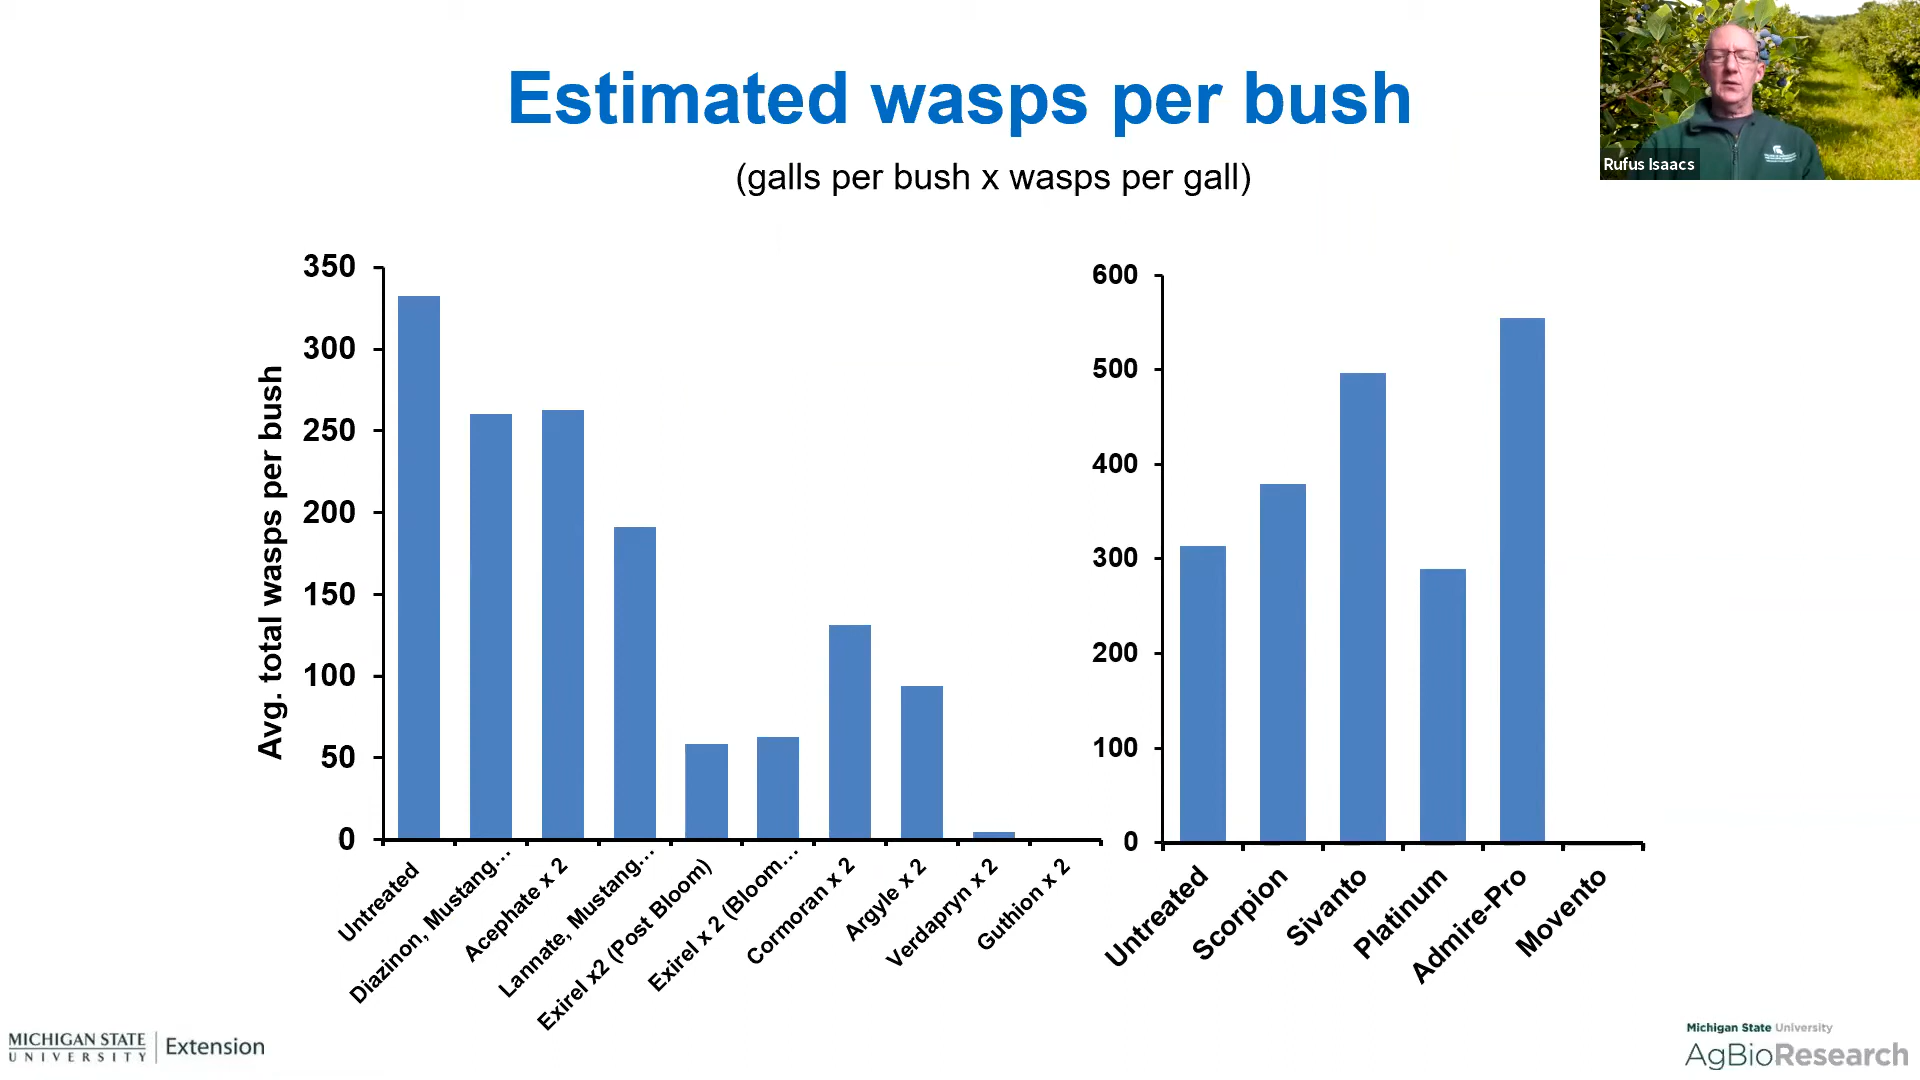 Estimated wasps per bush
(galls per bush x wasps per gall)
Rufus Isaacs
Avg. total wasps per bush
350
300
250
200
150
100
50
0
Untreated
Diazinon, Mustang...
Acephate x 2
Lannate, Mustang...
Exirel x2 (Post Bloom)
Exirel x 2 (Bloom...
Cormoran x 2
Argyle x 2
Verdapryn x 2
Guthion x 2
600
500
400
300
200
100
0
Untreated
Scorpion
Sivanto
Platinum
Admire-Pro
Movento
MICHIGAN STATE
UNIVERSITY
Extension
Michigan State University
AgBioResearch